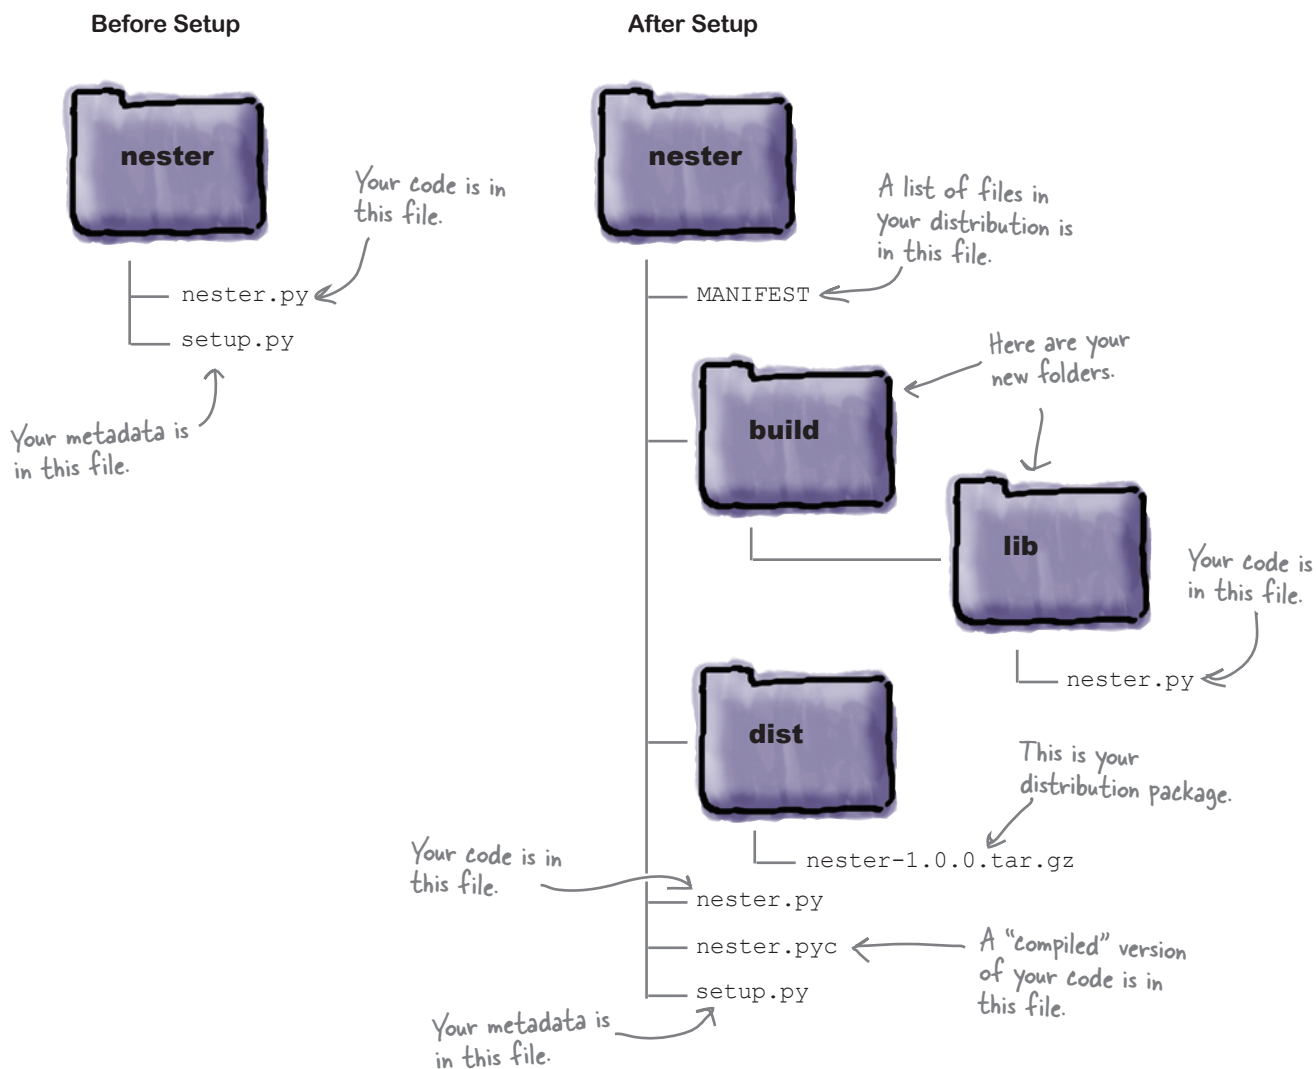 Before Setup
After Setup
nester
nester
Your code is in
this file.
A list of files in
your distribution is
in this file.
nester.py
MANIFEST
setup.py
Here are your
new folders.
Your metadata is
in this file.
build
lib
Your code is
in this file.
nester.py
dist
This is your
distribution package.
nester-1.0.0.tar.gz
Your code is in
this file.
nester.py
nester.pyc
A “compiled” version
of your code is in
this file.
setup.py
Your metadata is
in this file.